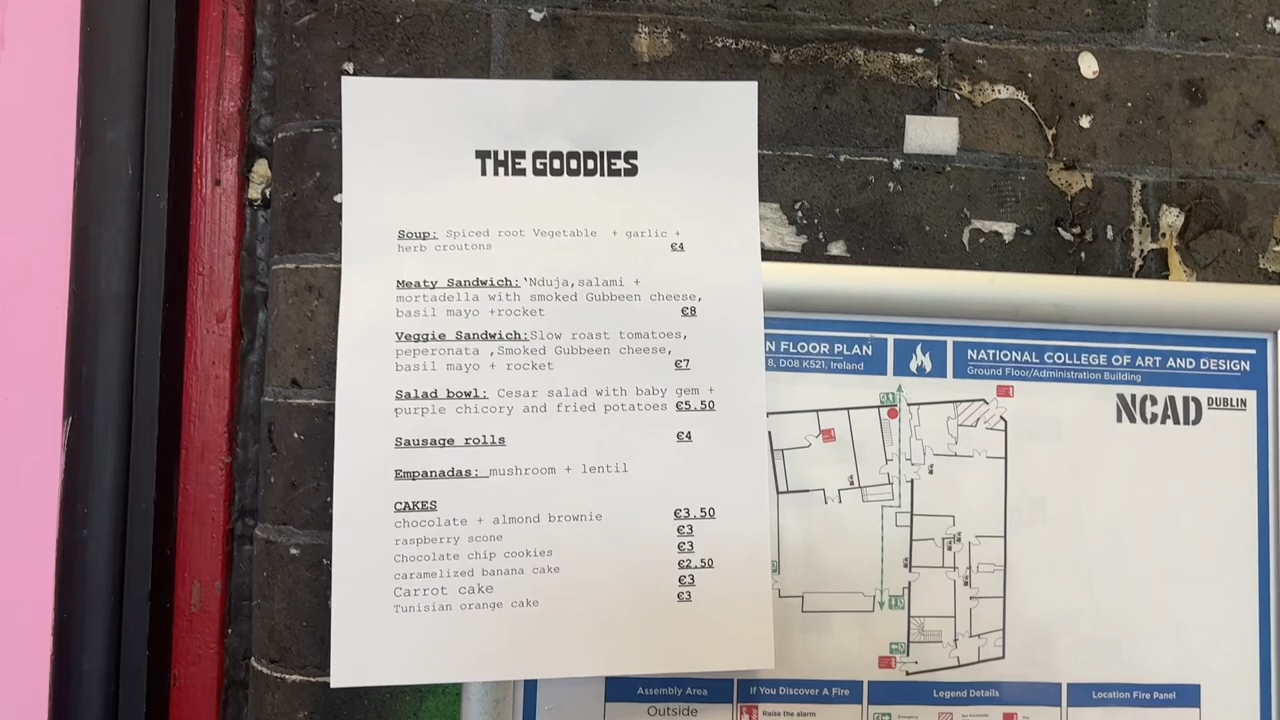 THE GOODIES
Soup: Spiced root Vegetable + garlic +
herb croutons €4
Meaty Sandwich:'Nduja,salami +
mortadella with smoked Gubbeen cheese,
basil mayo +rocket €8
Veggie Sandwich:Slow roast tomatoes,
peperonata ,Smoked Gubbeen cheese,
basil mayo + rocket €7
Salad bowl: Cesar salad with baby gem +
purple chicory and fried potatoes €5.50
Sausage rolls €4
Empanadas: mushroom + lentil
CAKES
chocolate + almond brownie €3.50
raspberry scone €3
Chocolate chip cookies €3
caramelized banana cake €2.50
Carrot cake €3
Tunisian orange cake €3
N FLOOR PLAN
8, D08 K521, Ireland
NATIONAL COLLEGE OF ART AND DESIGN
Ground Floor/Administration Building
NCAD DUBLIN
Assembly Area
Outside
If You Discover A Fire
Raise the alarm
Legend Details
Location Fire Panel